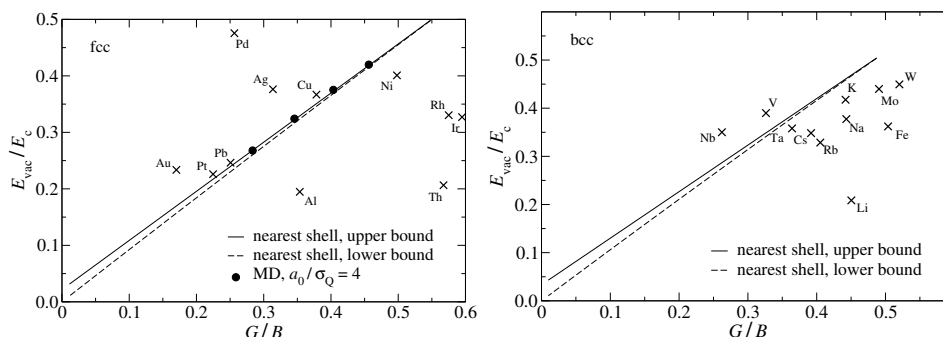 fcc
Pd
Ag
Cu
Ni
Rh
Ir
Au
Pt
Pb
Al
Th
nearest shell, upper bound
nearest shell, lower bound
MD, a₀/σ_Q = 4
0.5
0.4
0.3
0.2
0.1
0.0
0 0.1 0.2 0.3 0.4 0.5 0.6
G/B
E_vac/E_c
bcc
W
K
Mo
V
Nb
Ta
Cs
Rb
Na
Fe
Li
nearest shell, upper bound
nearest shell, lower bound
0.6
0.5
0.4
0.3
0.2
0.1
0.0
0 0.1 0.2 0.3 0.4 0.5
G/B
E_vac/E_c